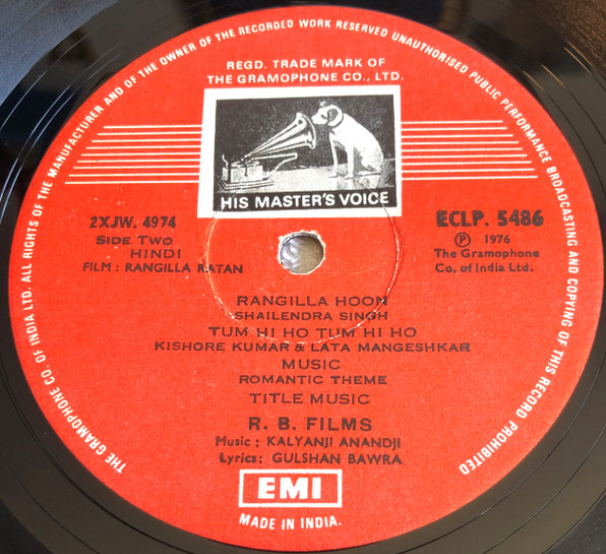 THE GRAMOPHONE CO. OF INDIA LTD. ALL RIGHTS OF THE MANUFACTURER AND OF THE OWNER OF THE RECORDED WORK RESERVED UNAUTHORISED PUBLIC PERFORMANCE BROADCASTING AND COPYING OF THIS RECORD PROHIBITED
REGD. TRADE MARK OF
THE GRAMOPHONE CO., LTD.
HIS MASTER'S VOICE
2XJW. 4974
SIDE TWO
HINDI
FILM : RANGILLA RATAN
ECLP. 5486
Ⓟ 1976
The Gramophone
Co. of India Ltd.
RANGILLA HOON
SHAILENDRA SINGH
TUM HI HO TUM HI HO
KISHORE KUMAR & LATA MANGESHKAR
MUSIC
ROMANTIC THEME
TITLE MUSIC
R. B. FILMS
Music : KALYANJI ANANDJI
Lyrics: GULSHAN BAWRA
EMI
MADE IN INDIA.